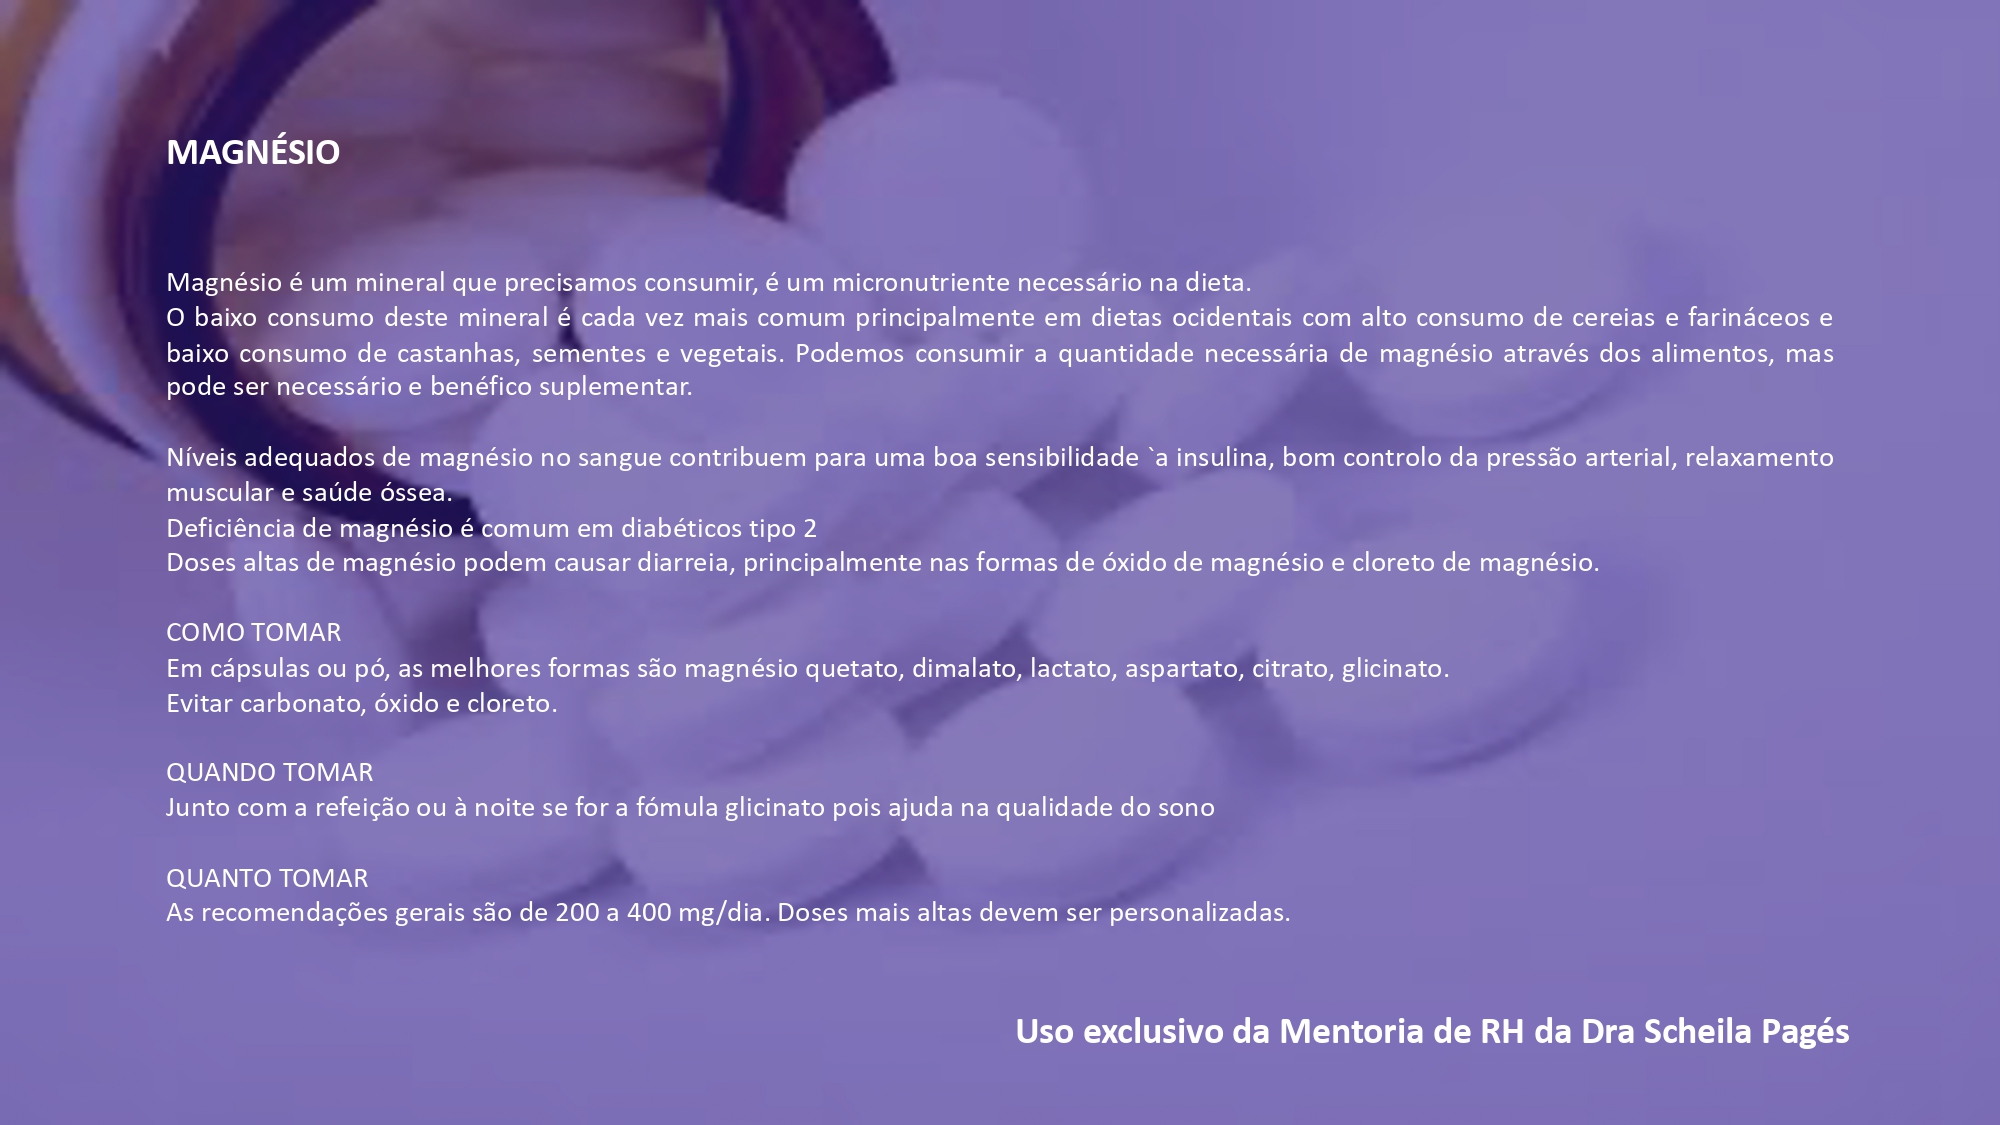 MAGNÉSIO
Magnésio é um mineral que precisamos consumir, é um micronutriente necessário na dieta.
O baixo consumo deste mineral é cada vez mais comum principalmente em dietas ocidentais com alto consumo de cereias e farináceos e
baixo consumo de castanhas, sementes e vegetais. Podemos consumir a quantidade necessária de magnésio através dos alimentos, mas
pode ser necessário e benéfico suplementar.
Níveis adequados de magnésio no sangue contribuem para uma boa sensibilidade `a insulina, bom controlo da pressão arterial, relaxamento
muscular e saúde óssea.
Deficiência de magnésio é comum em diabéticos tipo 2
Doses altas de magnésio podem causar diarreia, principalmente nas formas de óxido de magnésio e cloreto de magnésio.
COMO TOMAR
Em cápsulas ou pó, as melhores formas são magnésio quetato, dimalato, lactato, aspartato, citrato, glicinato.
Evitar carbonato, óxido e cloreto.
QUANDO TOMAR
Junto com a refeição ou à noite se for a fómula glicinato pois ajuda na qualidade do sono
QUANTO TOMAR
As recomendações gerais são de 200 a 400 mg/dia. Doses mais altas devem ser personalizadas.
Uso exclusivo da Mentoria de RH da Dra Scheila Pagés